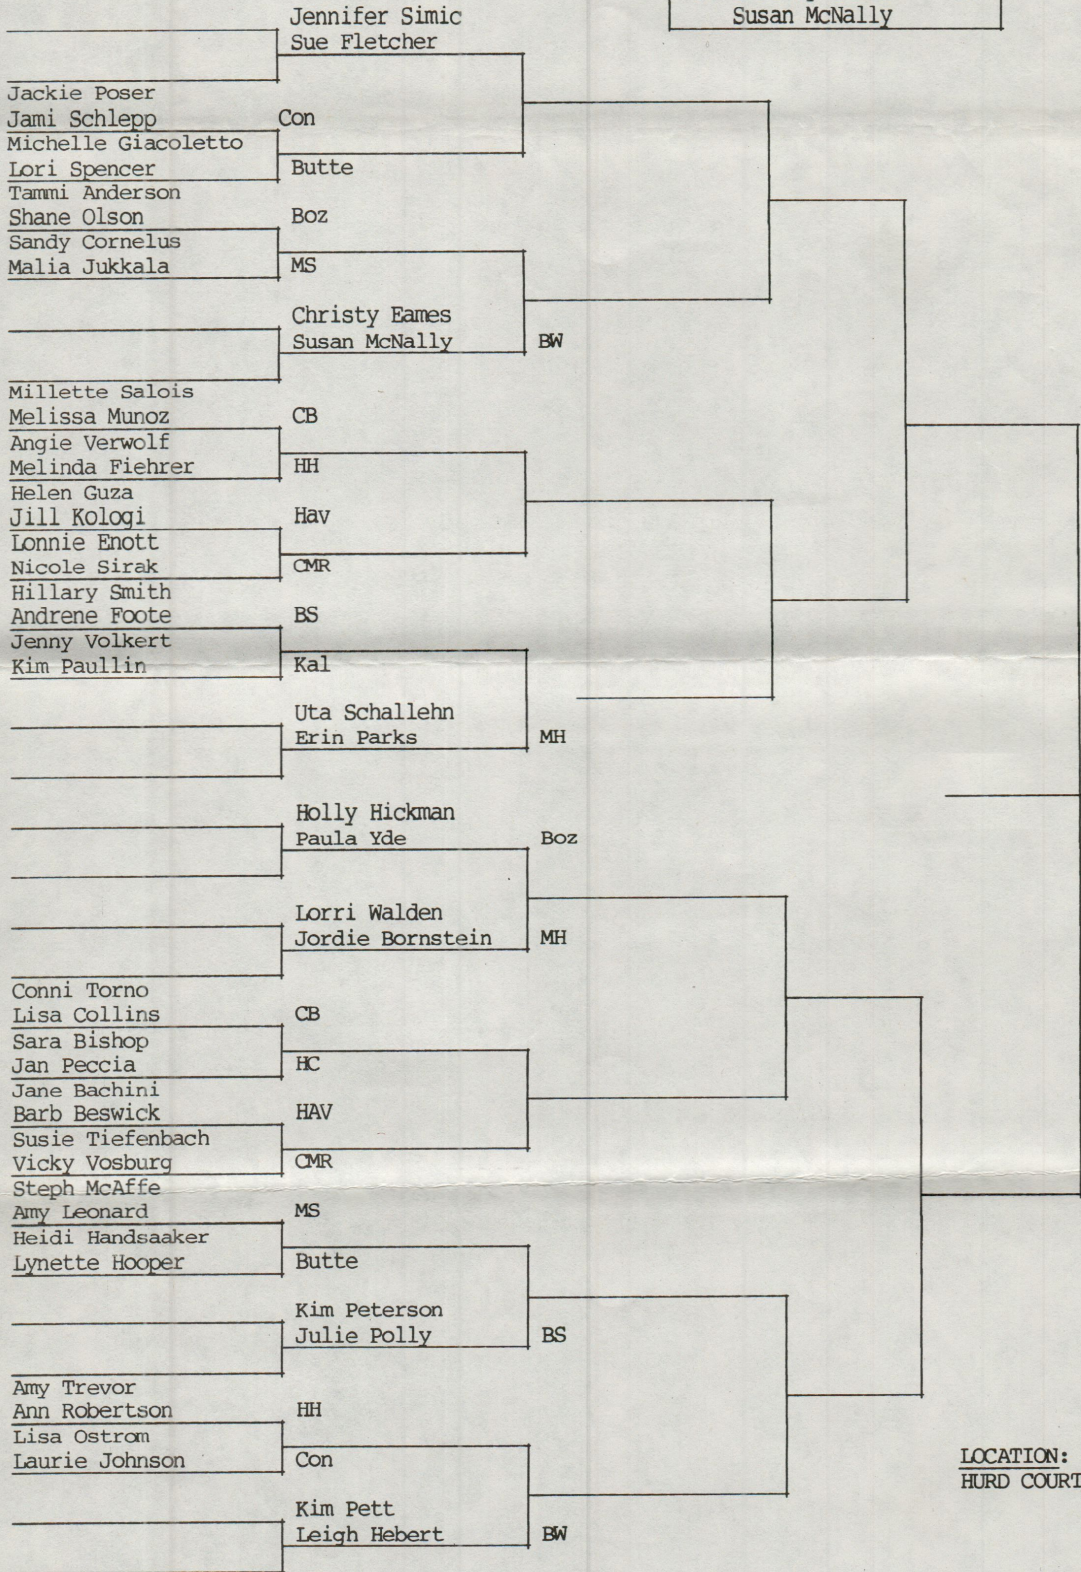 Jennifer Simic
Susan McNally
Sue Fletcher
Jackie Poser
Jami Schlepp Con
Michelle Giacoletto
Lori Spencer Butte
Tammi Anderson
Shane Olson Boz
Sandy Cornelus
Malia Jukkala MS
Christy Eames
Susan McNally BW
Millette Salois
Melissa Munoz CB
Angie Verwolf
Melinda Fiehrer HH
Helen Guza
Jill Kologi Hav
Lonnie Enott
Nicole Sirak CMR
Hillary Smith
Andrene Foote BS
Jenny Volkert
Kim Paullin Kal
Uta Schallehn
Erin Parks MH
Holly Hickman
Paula Yde Boz
Lorri Walden
Jordie Bornstein MH
Conni Torno
Lisa Collins CB
Sara Bishop
Jan Peccia HC
Jane Bachini
Barb Beswick HAV
Susie Tiefenbach
Vicky Vosburg CMR
Steph McAffe
Amy Leonard MS
Heidi Handsaaker
Lynette Hooper Butte
Kim Peterson
Julie Polly BS
Amy Trevor
Ann Robertson HH
Lisa Ostrom
Laurie Johnson Con
LOCATION:
HURD COURT
Kim Pett
Leigh Hebert BW